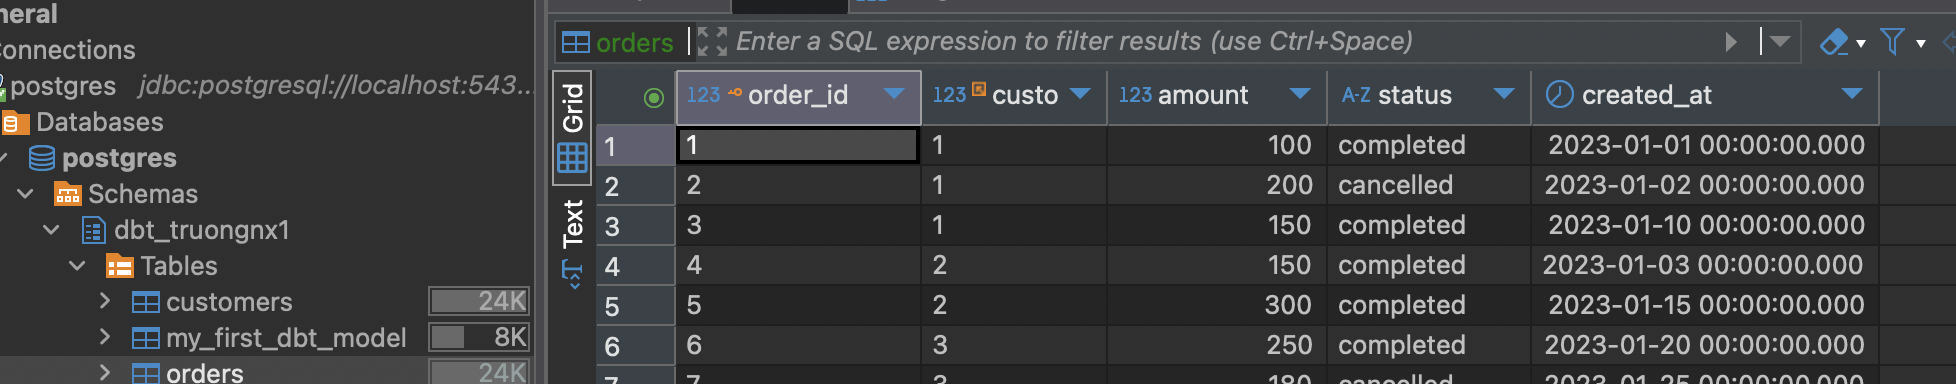 neral
Connections
postgres jdbc:postgresql://localhost:543...
Databases
postgres
Schemas
dbt_truongnx1
Tables
customers 24K
my_first_dbt_model 8K
orders 24K
orders Enter a SQL expression to filter results (use Ctrl+Space)
Grid
Text
123 order_id 123 custo 123 amount A-Z status created_at
1 1 1 100 completed 2023-01-01 00:00:00.000
2 2 1 200 cancelled 2023-01-02 00:00:00.000
3 3 1 150 completed 2023-01-10 00:00:00.000
4 4 2 150 completed 2023-01-03 00:00:00.000
5 5 2 300 completed 2023-01-15 00:00:00.000
6 6 3 250 completed 2023-01-20 00:00:00.000
7 7 3 180 cancelled 2023-01-25 00:00:00.000